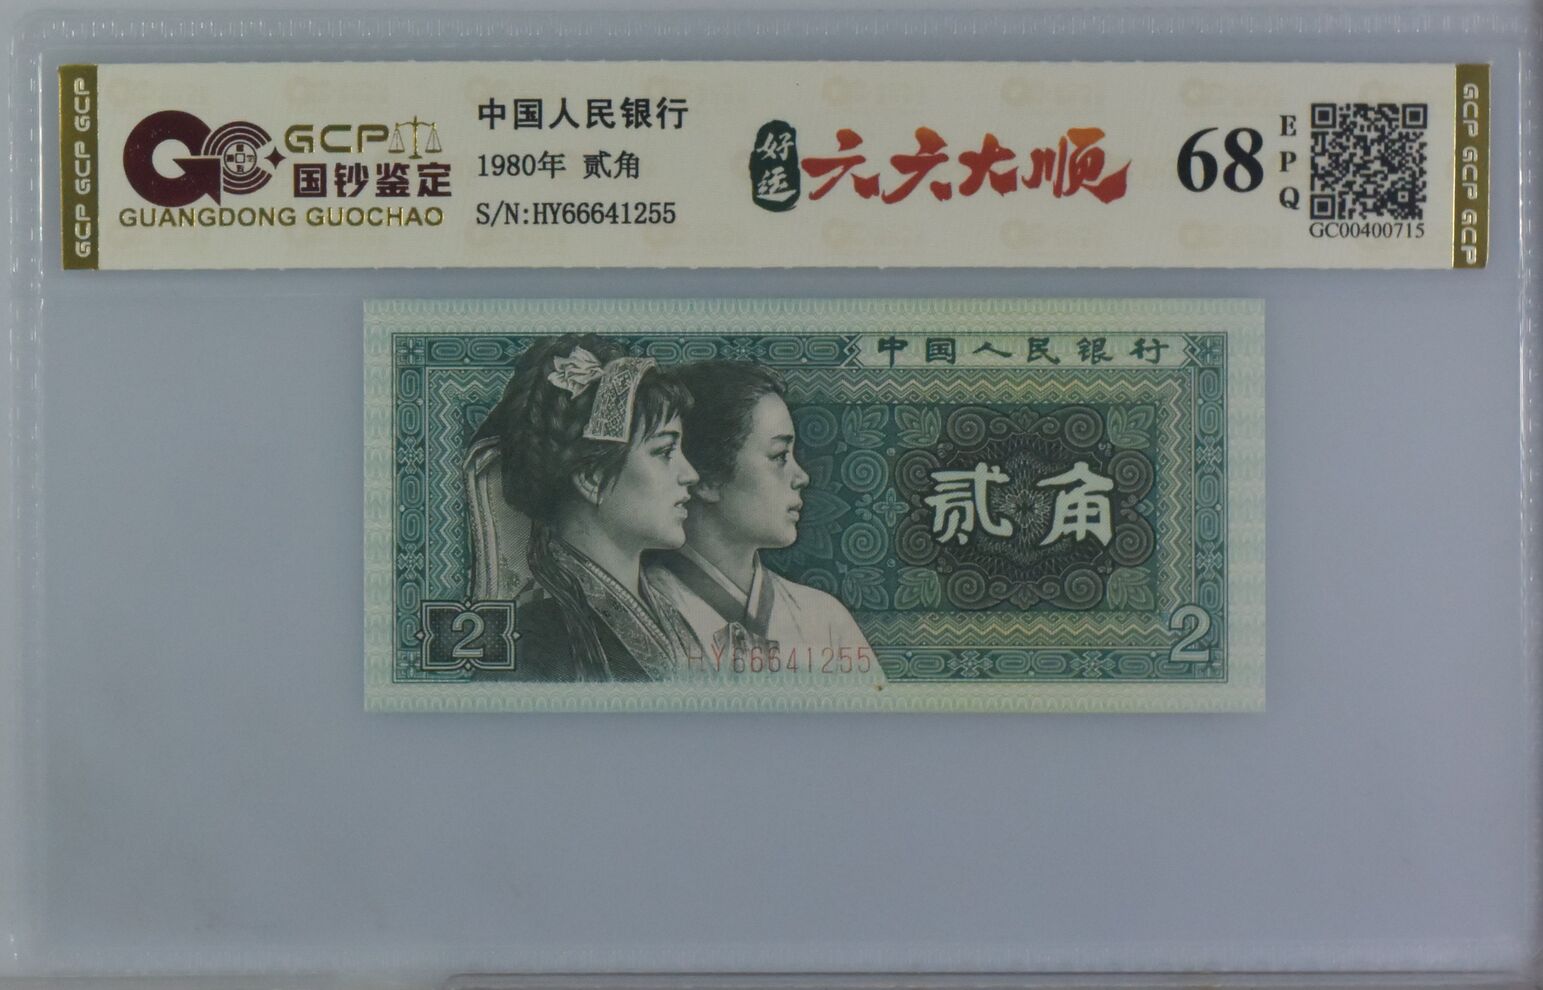 GCP GCP GCP
GCP
国钞鉴定
GUANGDONG GUOCHAO
中国人民银行
1980年 贰角
S/N:HY66641255
好运
六六大顺
68
EPQ
GC00400715
GCP GCP GCP
中国人民银行
贰角
2
2
HY66641255